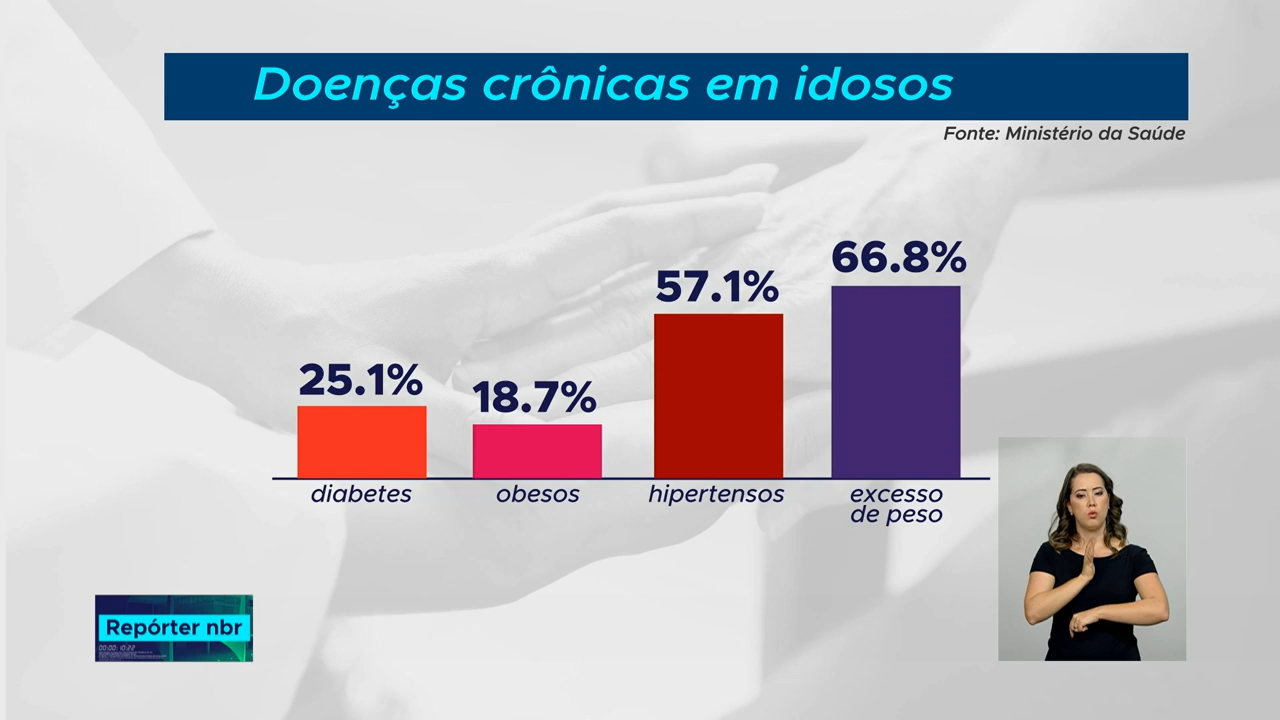 Doenças crônicas em idosos
Fonte: Ministério da Saúde
66.8%
57.1%
25.1%
18.7%
diabetes
obesos
hipertensos
excesso
de peso
Repórter nbr